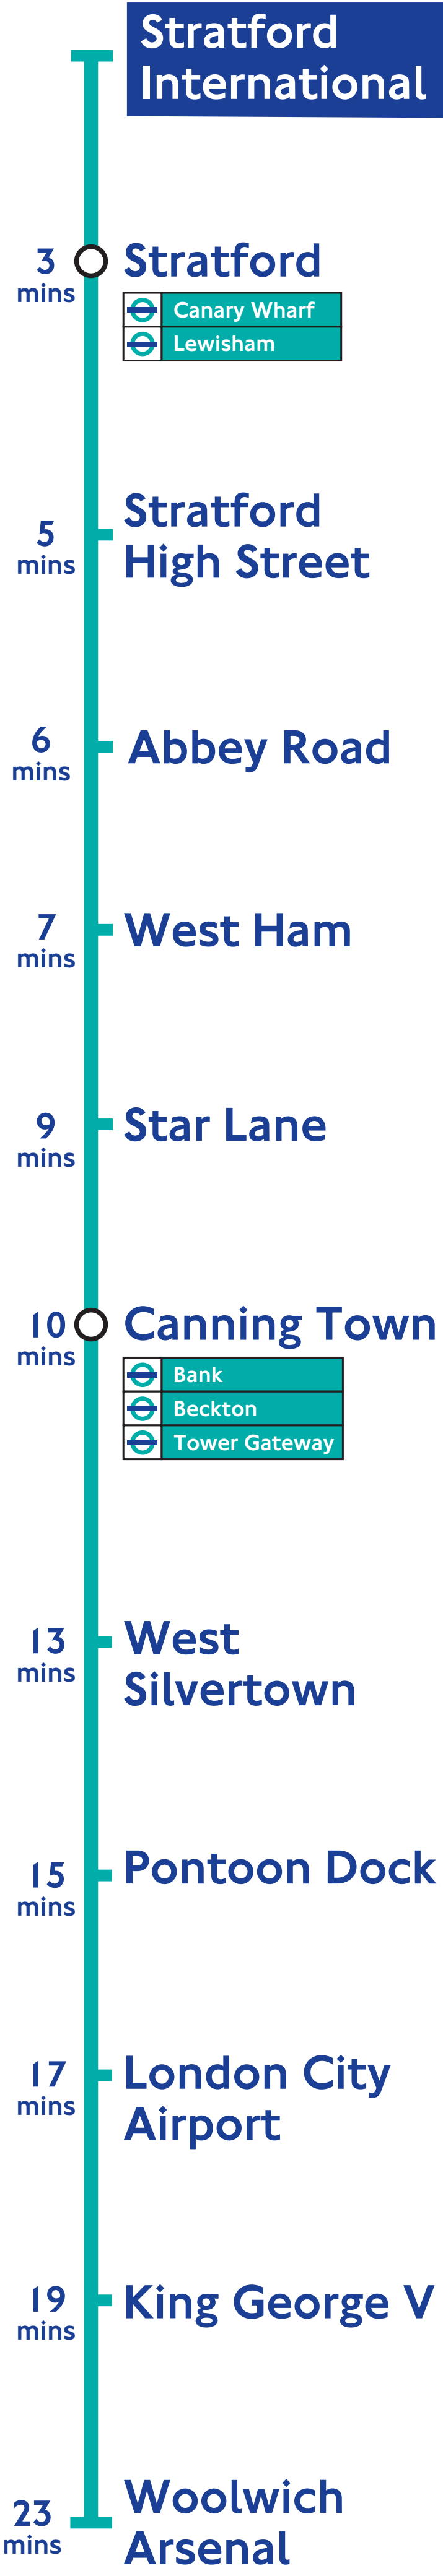 Stratford
International
3
mins
Stratford
Canary Wharf
Lewisham
5
mins
Stratford
High Street
6
mins
Abbey Road
7
mins
West Ham
9
mins
Star Lane
10
mins
Canning Town
Bank
Beckton
Tower Gateway
13
mins
West
Silvertown
15
mins
Pontoon Dock
17
mins
London City
Airport
19
mins
King George V
23
mins
Woolwich
Arsenal